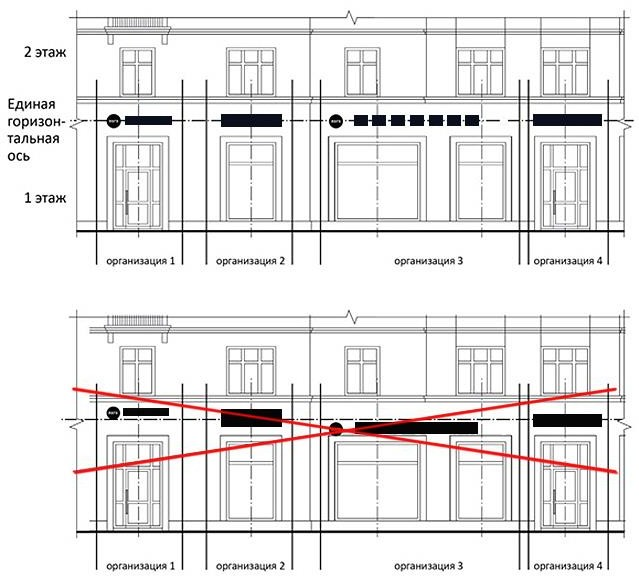 2 этаж
Единая
горизон-
тальная
ось
1 этаж
организация 1
организация 2
организация 3
организация 4
организация 1
организация 2
организация 3
организация 4